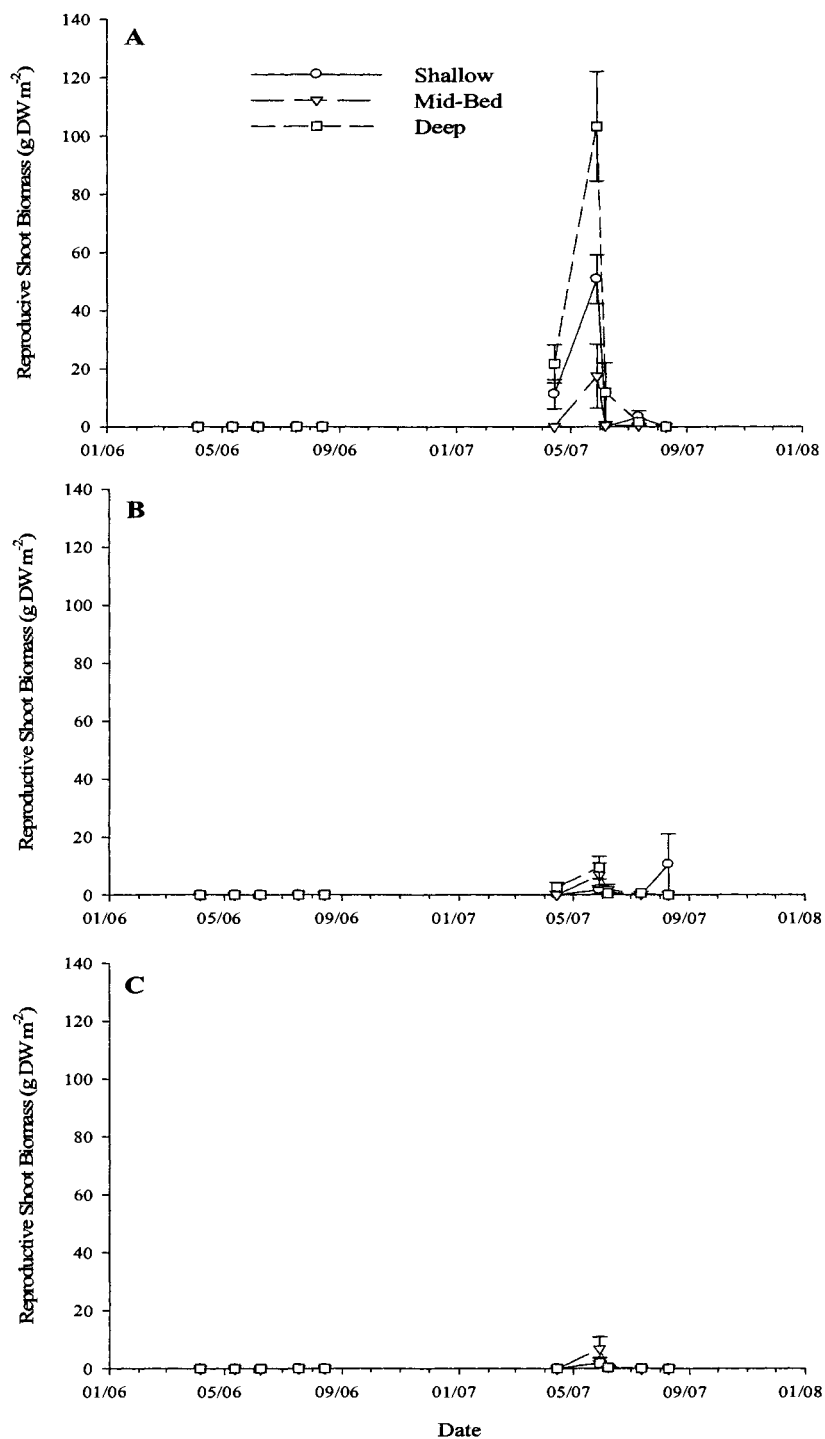 A
Shallow
Mid-Bed
Deep
Reproducive Shoot Biomass (g DW m-2)
140
120
100
80
60
40
20
0
01/06 05/06 09/06 01/07 05/07 09/07 01/08
B
Reproductive Shoot Biomass (g DW m-2)
140
120
100
80
60
40
20
0
01/06 05/06 09/06 01/07 05/07 09/07 01/08
C
Reproductive Shoot Biomass (g DW m-2)
140
120
100
80
60
40
20
0
01/06 05/06 09/06 01/07 05/07 09/07 01/08
Date